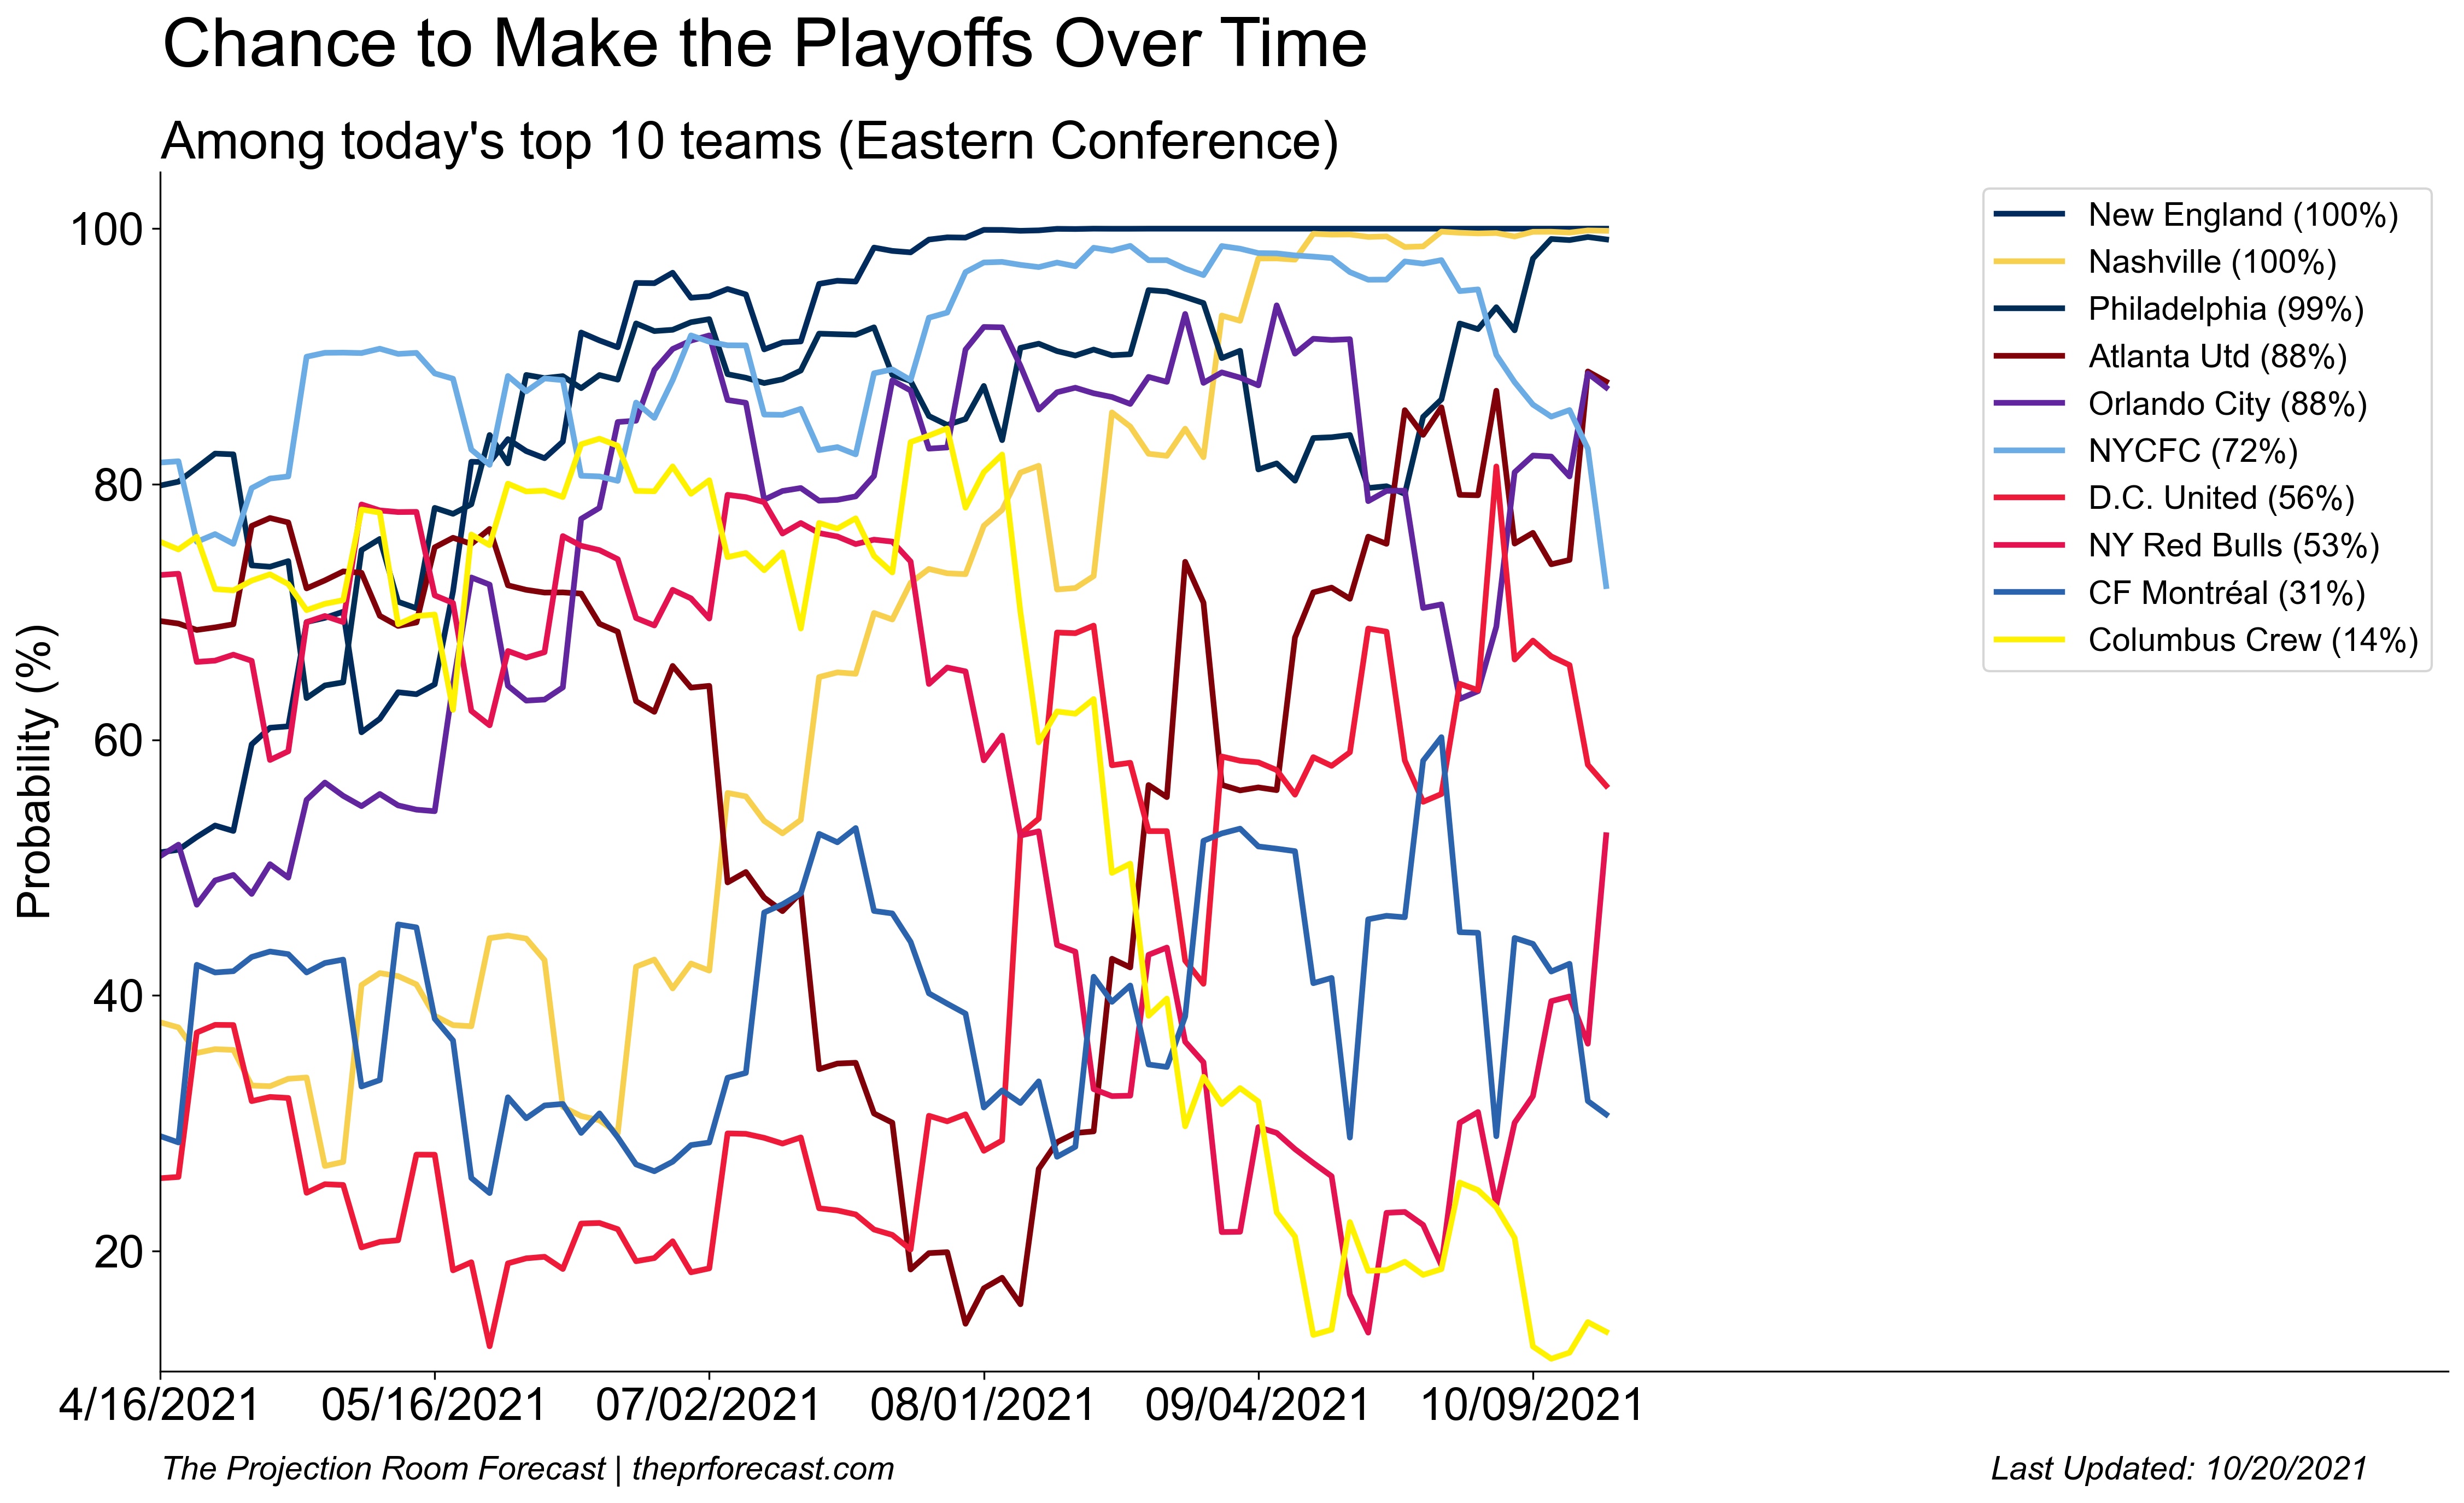 Chance to Make the Playoffs Over Time
Among today's top 10 teams (Eastern Conference)
100
80
60
40
20
Probability (%)
New England (100%)
Nashville (100%)
Philadelphia (99%)
Atlanta Utd (88%)
Orlando City (88%)
NYCFC (72%)
D.C. United (56%)
NY Red Bulls (53%)
CF Montréal (31%)
Columbus Crew (14%)
4/16/2021 05/16/2021 07/02/2021 08/01/2021 09/04/2021 10/09/2021
The Projection Room Forecast | theprforecast.com
Last Updated: 10/20/2021